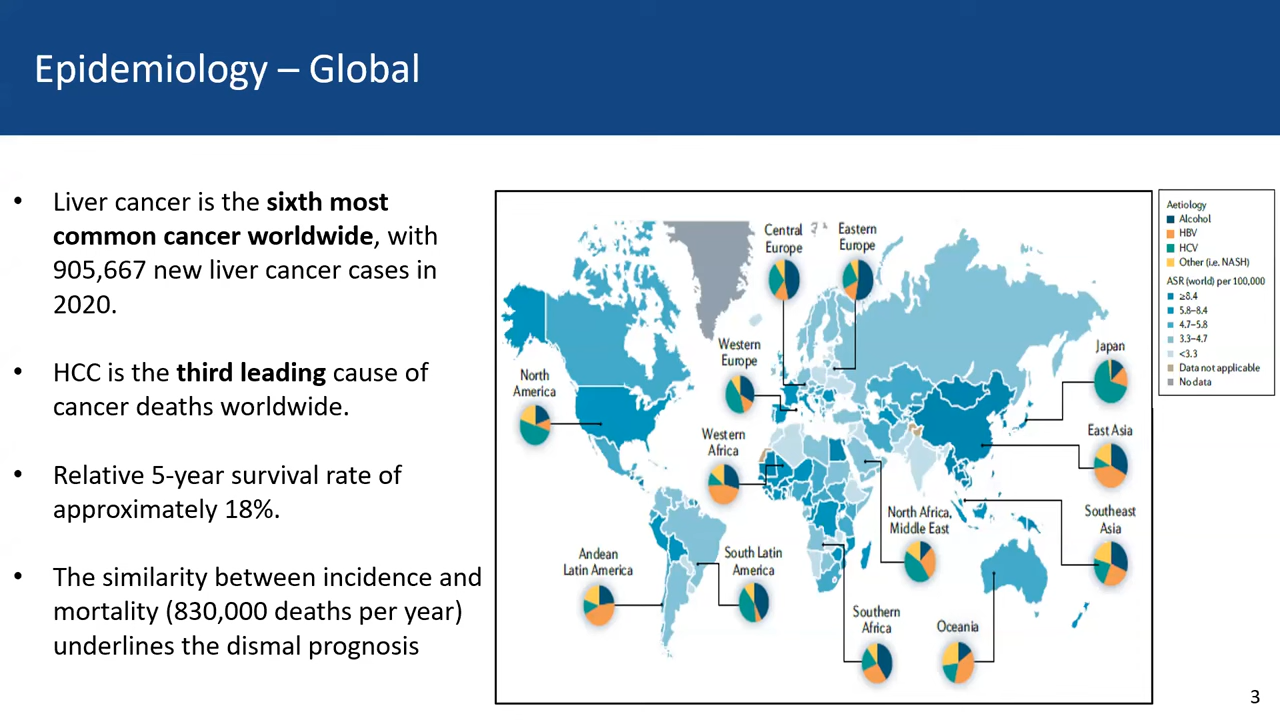 Epidemiology – Global
• Liver cancer is the sixth most
common cancer worldwide, with
905,667 new liver cancer cases in
2020.
• HCC is the third leading cause of
cancer deaths worldwide.
• Relative 5-year survival rate of
approximately 18%.
• The similarity between incidence and
mortality (830,000 deaths per year)
underlines the dismal prognosis
Central
Europe
Eastern
Europe
Western
Europe
North
America
Western
Africa
Japan
East Asia
Southeast
Asia
North Africa,
Middle East
Andean
Latin America
South Latin
America
Southern
Africa
Oceania
Aetiology
Alcohol
HBV
HCV
Other (i.e. NASH)
ASR (world) per 100,000
≥8.4
5.8–8.4
4.7–5.8
3.3–4.7
<3.3
Data not applicable
No data
3